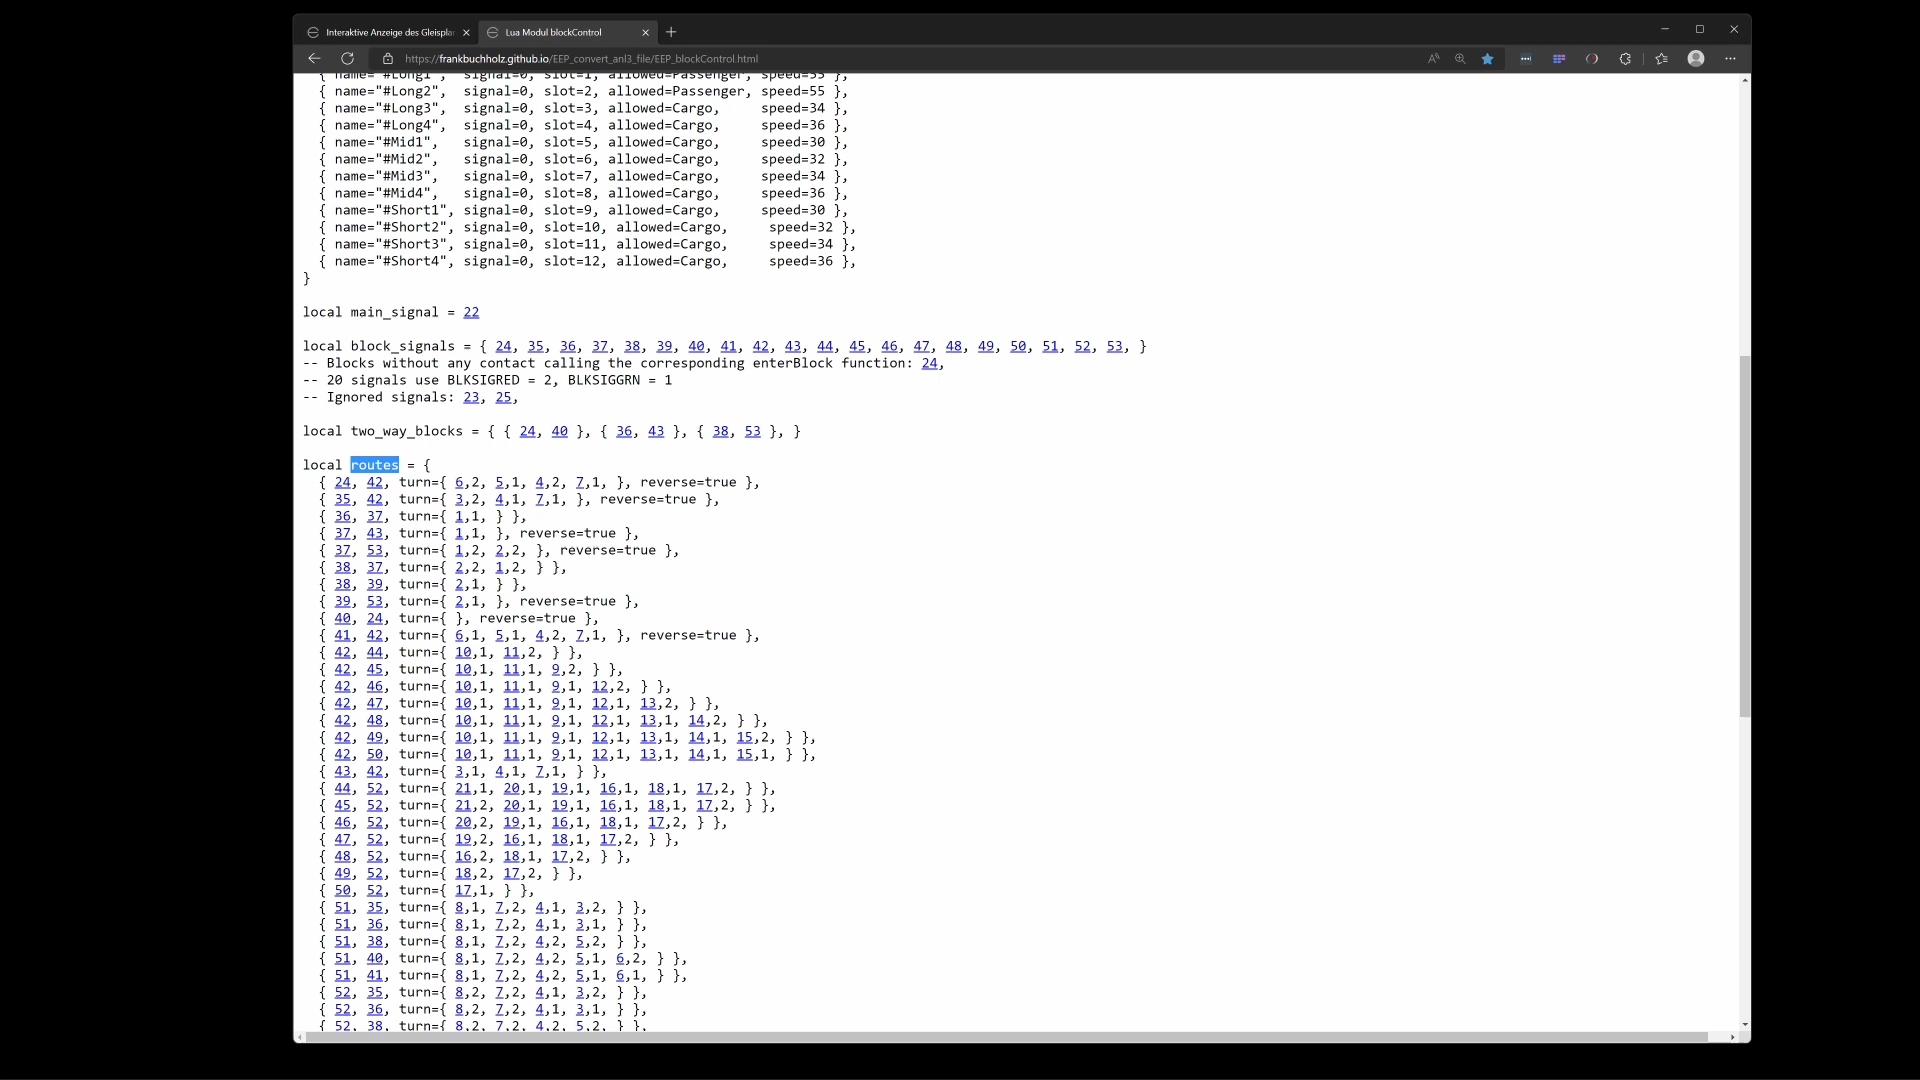 Interaktive Anzeige des Gleispla
Lua Modul blockControl
https://frankbuchholz.github.io/EEP_convert_anl3_file/EEP_blockControl.html
{ name="#Long1",  signal=0, slot=1, allowed=Passenger, speed=55 },
{ name="#Long2",  signal=0, slot=2, allowed=Passenger, speed=55 },
{ name="#Long3",  signal=0, slot=3, allowed=Cargo,     speed=34 },
{ name="#Long4",  signal=0, slot=4, allowed=Cargo,     speed=36 },
{ name="#Mid1",   signal=0, slot=5, allowed=Cargo,     speed=30 },
{ name="#Mid2",   signal=0, slot=6, allowed=Cargo,     speed=32 },
{ name="#Mid3",   signal=0, slot=7, allowed=Cargo,     speed=34 },
{ name="#Mid4",   signal=0, slot=8, allowed=Cargo,     speed=36 },
{ name="#Short1", signal=0, slot=9, allowed=Cargo,     speed=30 },
{ name="#Short2", signal=0, slot=10, allowed=Cargo,     speed=32 },
{ name="#Short3", signal=0, slot=11, allowed=Cargo,     speed=34 },
{ name="#Short4", signal=0, slot=12, allowed=Cargo,     speed=36 },
}
local main_signal = 22
local block_signals = { 24, 35, 36, 37, 38, 39, 40, 41, 42, 43, 44, 45, 46, 47, 48, 49, 50, 51, 52, 53, }
-- Blocks without any contact calling the corresponding enterBlock function: 24,
-- 20 signals use BLKSIGRED = 2, BLKSIGGRN = 1
-- Ignored signals: 23, 25,
local two_way_blocks = { { 24, 40 }, { 36, 43 }, { 38, 53 }, }
local routes = {
{ 24, 42, turn={ 6,2, 5,1, 4,2, 7,1, }, reverse=true },
{ 35, 42, turn={ 3,2, 4,1, 7,1, }, reverse=true },
{ 36, 37, turn={ 1,1, } },
{ 37, 43, turn={ 1,1, }, reverse=true },
{ 37, 53, turn={ 1,2, 2,2, }, reverse=true },
{ 38, 37, turn={ 2,2, 1,2, } },
{ 38, 39, turn={ 2,1, } },
{ 39, 53, turn={ 2,1, }, reverse=true },
{ 40, 24, turn={ }, reverse=true },
{ 41, 42, turn={ 6,1, 5,1, 4,2, 7,1, }, reverse=true },
{ 42, 44, turn={ 10,1, 11,2, } },
{ 42, 45, turn={ 10,1, 11,1, 9,2, } },
{ 42, 46, turn={ 10,1, 11,1, 9,1, 12,2, } },
{ 42, 47, turn={ 10,1, 11,1, 9,1, 12,1, 13,2, } },
{ 42, 48, turn={ 10,1, 11,1, 9,1, 12,1, 13,1, 14,2, } },
{ 42, 49, turn={ 10,1, 11,1, 9,1, 12,1, 13,1, 14,1, 15,2, } },
{ 42, 50, turn={ 10,1, 11,1, 9,1, 12,1, 13,1, 14,1, 15,1, } },
{ 43, 42, turn={ 3,1, 4,1, 7,1, } },
{ 44, 52, turn={ 21,1, 20,1, 19,1, 16,1, 18,1, 17,2, } },
{ 45, 52, turn={ 21,2, 20,1, 19,1, 16,1, 18,1, 17,2, } },
{ 46, 52, turn={ 20,2, 19,1, 16,1, 18,1, 17,2, } },
{ 47, 52, turn={ 19,2, 16,1, 18,1, 17,2, } },
{ 48, 52, turn={ 16,2, 18,1, 17,2, } },
{ 49, 52, turn={ 18,2, 17,2, } },
{ 50, 52, turn={ 17,1, } },
{ 51, 35, turn={ 8,1, 7,2, 4,1, 3,2, } },
{ 51, 36, turn={ 8,1, 7,2, 4,1, 3,1, } },
{ 51, 38, turn={ 8,1, 7,2, 4,2, 5,2, } },
{ 51, 40, turn={ 8,1, 7,2, 4,2, 5,1, 6,2, } },
{ 51, 41, turn={ 8,1, 7,2, 4,2, 5,1, 6,1, } },
{ 52, 35, turn={ 8,2, 7,2, 4,1, 3,2, } },
{ 52, 36, turn={ 8,2, 7,2, 4,1, 3,1, } },
{ 52, 38, turn={ 8,2, 7,2, 4,2, 5,2, } },